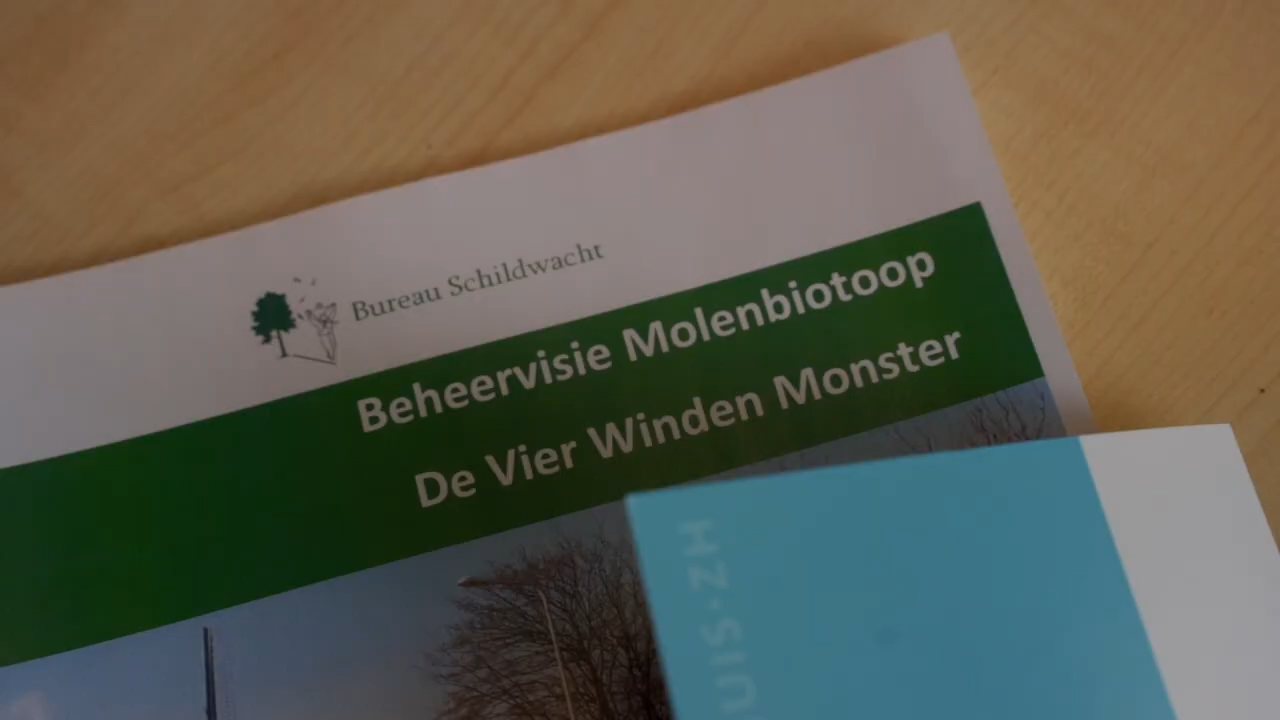 Bureau Schildwacht
Beheervisie Molenbiotoop
De Vier Winden Monster